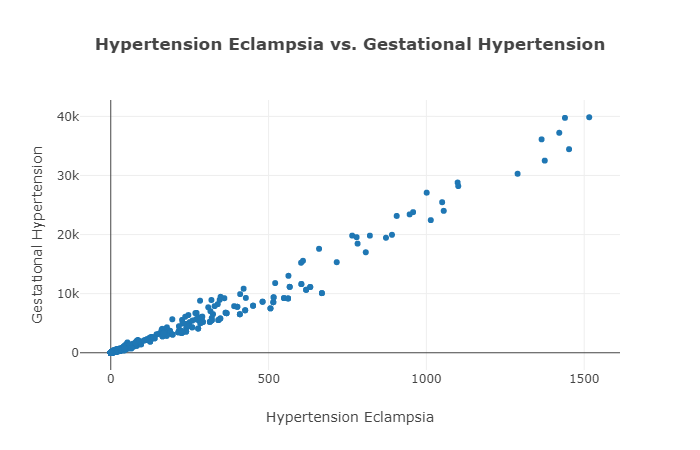 Hypertension Eclampsia vs. Gestational Hypertension
40k
30k
20k
10k
0
0
500
1000
1500
Gestational Hypertension
Hypertension Eclampsia